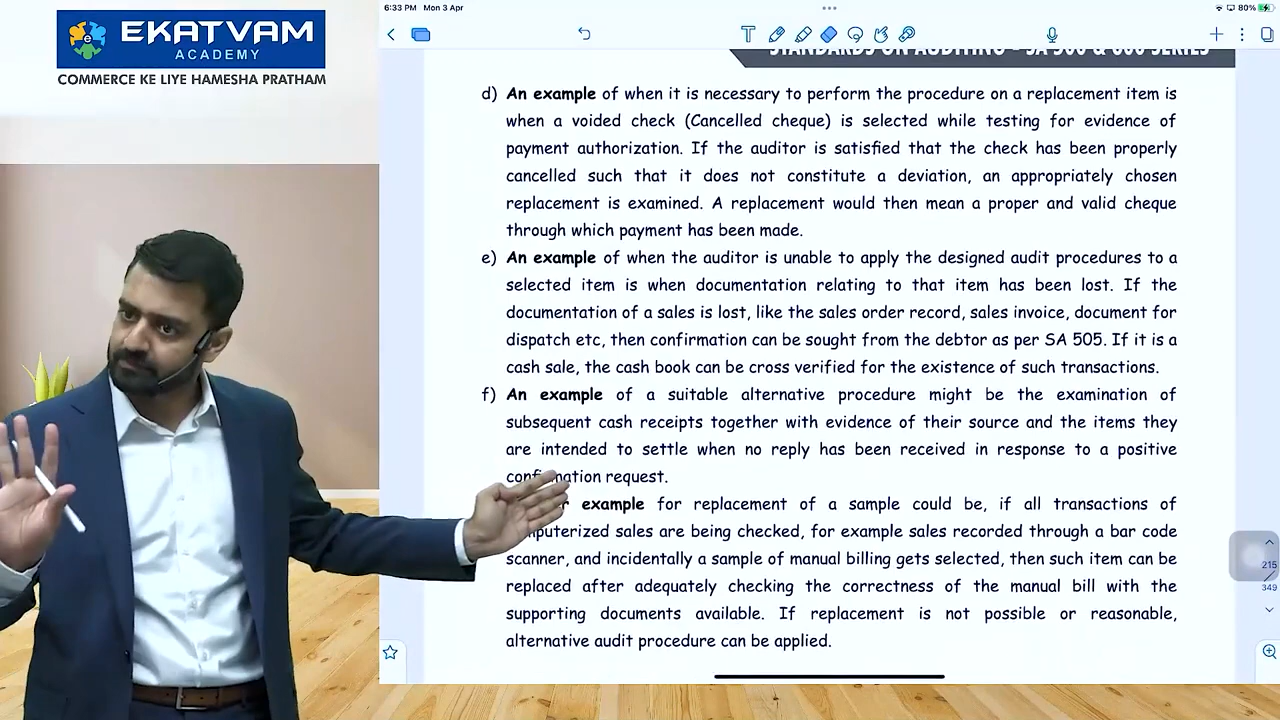 EKATVAM
ACADEMY
COMMERCE KE LIYE HAMESHA PRATHAM
6:33 PM Mon 3 Apr
80%
STANDARDS ON AUDITING - SA 500 & 600 SERIES
d) An example of when it is necessary to perform the procedure on a replacement item is
when a voided check (Cancelled cheque) is selected while testing for evidence of
payment authorization. If the auditor is satisfied that the check has been properly
cancelled such that it does not constitute a deviation, an appropriately chosen
replacement is examined. A replacement would then mean a proper and valid cheque
through which payment has been made.
e) An example of when the auditor is unable to apply the designed audit procedures to a
selected item is when documentation relating to that item has been lost. If the
documentation of a sales is lost, like the sales order record, sales invoice, document for
dispatch etc, then confirmation can be sought from the debtor as per SA 505. If it is a
cash sale, the cash book can be cross verified for the existence of such transactions.
f) An example of a suitable alternative procedure might be the examination of
subsequent cash receipts together with evidence of their source and the items they
are intended to settle when no reply has been received in response to a positive
confirmation request.
example for replacement of a sample could be, if all transactions of
computerized sales are being checked, for example sales recorded through a bar code
scanner, and incidentally a sample of manual billing gets selected, then such item can be
replaced after adequately checking the correctness of the manual bill with the
supporting documents available. If replacement is not possible or reasonable,
alternative audit procedure can be applied.
215
349